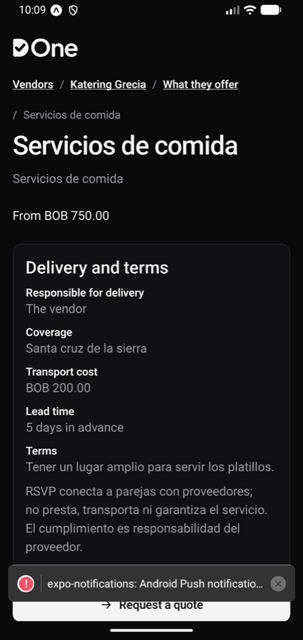 10:09
One
Vendors / Katering Grecia / What they offer
/ Servicios de comida
Servicios de comida
Servicios de comida
From BOB 750.00
Delivery and terms
Responsible for delivery
The vendor
Coverage
Santa cruz de la sierra
Transport cost
BOB 200.00
Lead time
5 days in advance
Terms
Tener un lugar amplio para servir los platillos.
RSVP conecta a parejas con proveedores;
no presta, transporta ni garantiza el servicio.
El cumplimiento es responsabilidad del
proveedor.
expo-notifications: Android Push notificatio...
→ Request a quote